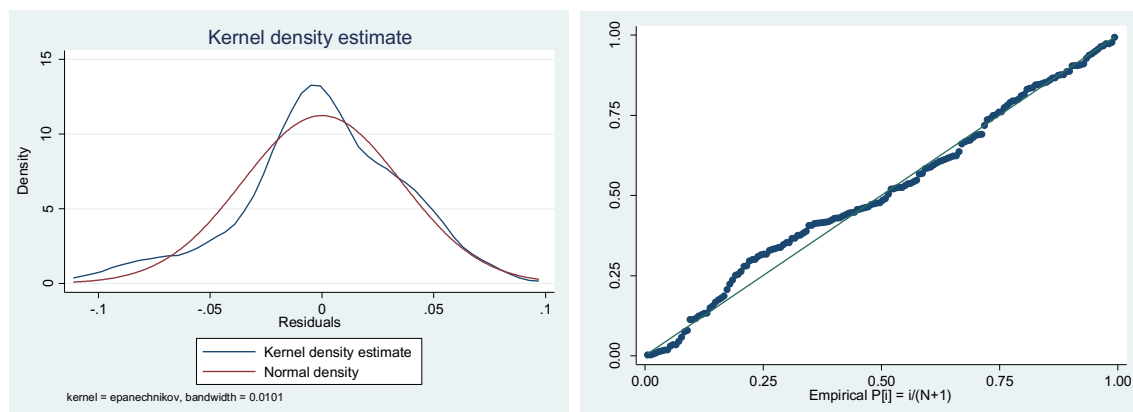 Kernel density estimate
15
10
5
0
Density
-.1
-.05
0
.05
.1
Residuals
Kernel density estimate
Normal density
kernel = epanechnikov, bandwidth = 0.0101
1.00
0.75
0.50
0.25
0.00
0.00
0.25
0.50
0.75
1.00
Empirical P[i] = i/(N+1)